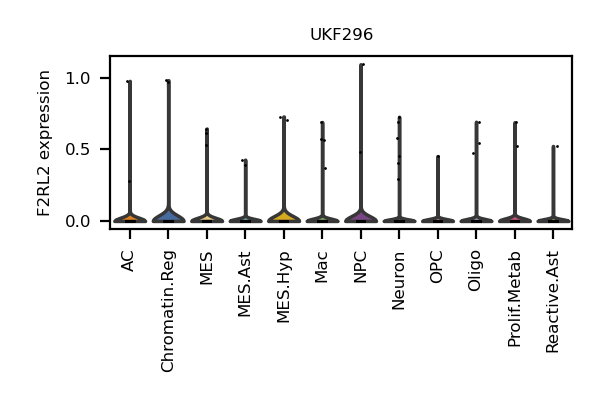 UKF296
F2RL2 expression
1.0
0.5
0.0
AC
Chromatin.Reg
MES
MES.Ast
MES.Hyp
Mac
NPC
Neuron
OPC
Oligo
Prolif.Metab
Reactive.Ast